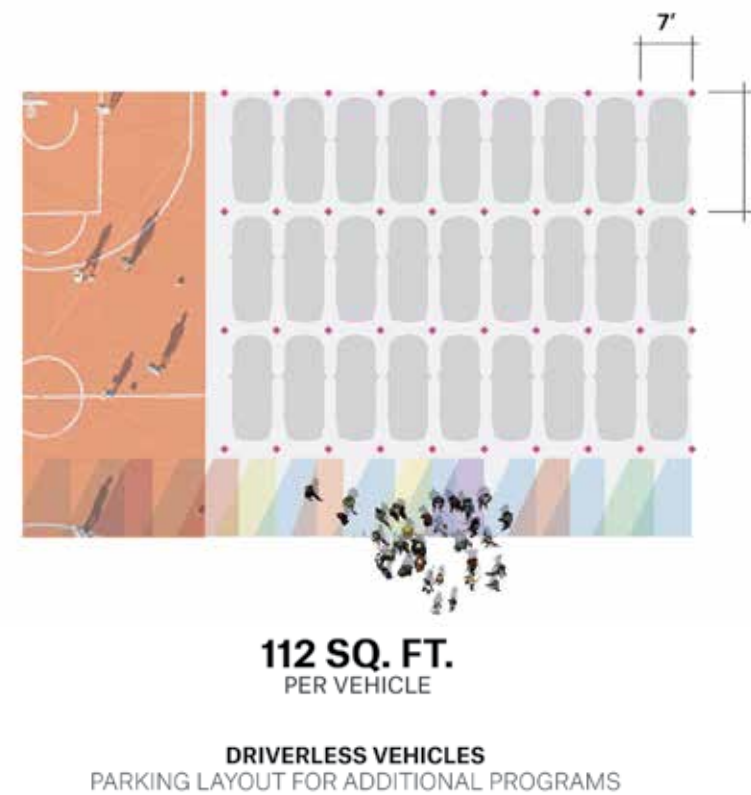 7'
112 SQ. FT.
PER VEHICLE
DRIVERLESS VEHICLES
PARKING LAYOUT FOR ADDITIONAL PROGRAMS